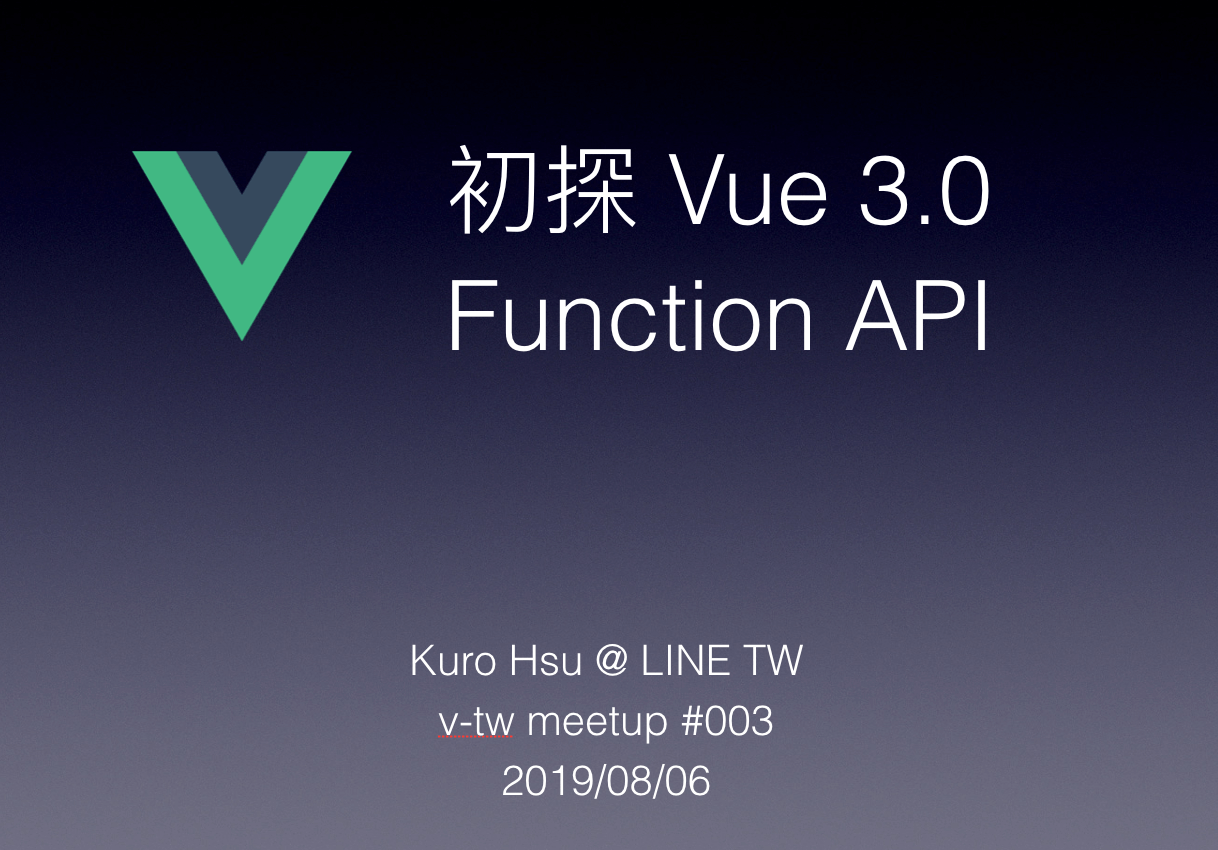 初探 Vue 3.0
Function API
Kuro Hsu @ LINE TW
v-tw meetup #003
2019/08/06